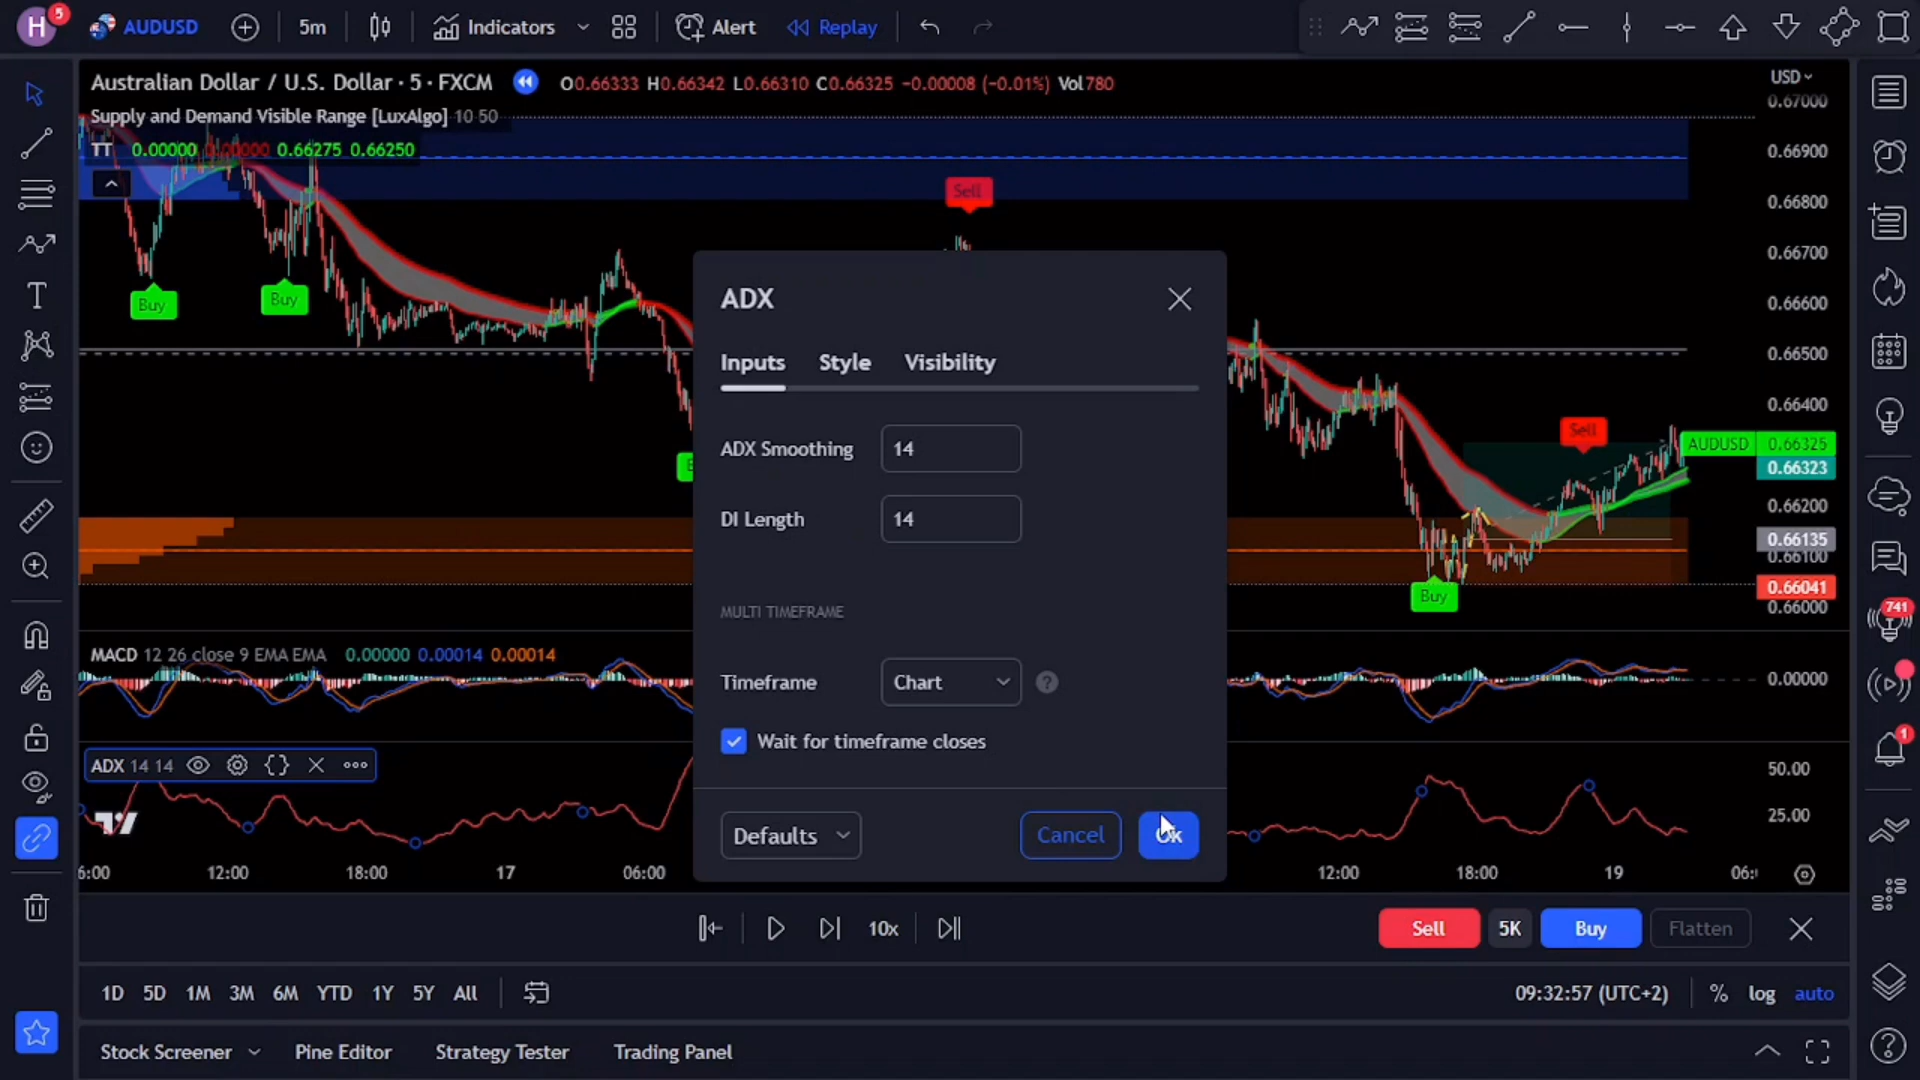 H 5 AUDUSD 5m Indicators Alert Replay
Australian Dollar / U.S. Dollar · 5 · FXCM O0.66333 H0.66342 L0.66310 C0.66325 −0.00008 (−0.01%) Vol780
USD
0.67000
Supply and Demand Visible Range [LuxAlgo] 10 50
TT 0.00000 0.00000 0.66275 0.66250
0.66900
Sell
0.66800
0.66700
Buy
Buy
0.66600
ADX
0.66500
Inputs Style Visibility
0.66400
Sell
AUDUSD 0.66325
ADX Smoothing 14
0.66323
0.66200
DI Length 14
0.66135
0.66100
0.66041
Buy
0.66000
MULTI TIMEFRAME
741
MACD 12 26 close 9 EMA EMA 0.00000 0.00014 0.00014
Timeframe Chart ?
0.00000
Wait for timeframe closes
1
ADX 14 14
50.00
25.00
Defaults Cancel Ok
12:00 18:00 17 06:00 12:00 18:00 19
10x
Sell 5K Buy Flatten
1D 5D 1M 3M 6M YTD 1Y 5Y All
09:32:57 (UTC+2) % log auto
Stock Screener Pine Editor Strategy Tester Trading Panel